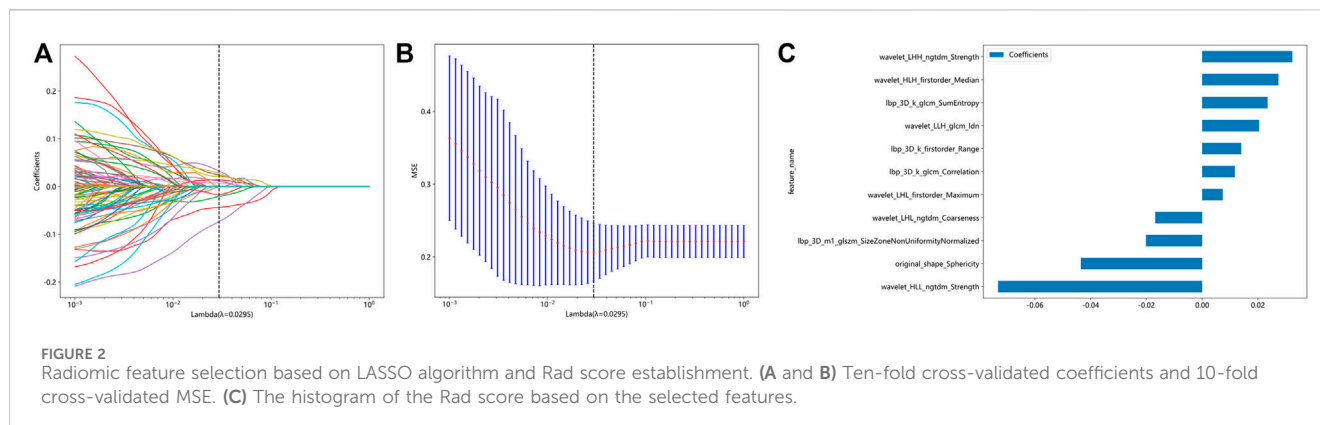 A
0.2
0.1
0.0
-0.1
-0.2
Coefficients
10⁻³
10⁻²
10⁻¹
10⁰
Lambda(λ=0.0295)
B
0.4
0.3
0.2
MSE
10⁻³
10⁻²
10⁻¹
10⁰
Lambda(λ=0.0295)
C
Coefficients
feature_name
wavelet_LHH_ngtdm_Strength
wavelet_HLH_firstorder_Median
lbp_3D_k_glcm_SumEntropy
wavelet_LLH_glcm_Idn
lbp_3D_k_firstorder_Range
lbp_3D_k_glcm_Correlation
wavelet_LHL_firstorder_Maximum
wavelet_LHL_ngtdm_Coarseness
lbp_3D_m1_glszm_SizeZoneNonUniformityNormalized
original_shape_Sphericity
wavelet_HLL_ngtdm_Strength
-0.06
-0.04
-0.02
0.00
0.02
FIGURE 2
Radiomic feature selection based on LASSO algorithm and Rad score establishment. (A and B) Ten-fold cross-validated coefficients and 10-fold
cross-validated MSE. (C) The histogram of the Rad score based on the selected features.